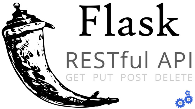 Flask
RESTful API
GET PUT POST DELETE